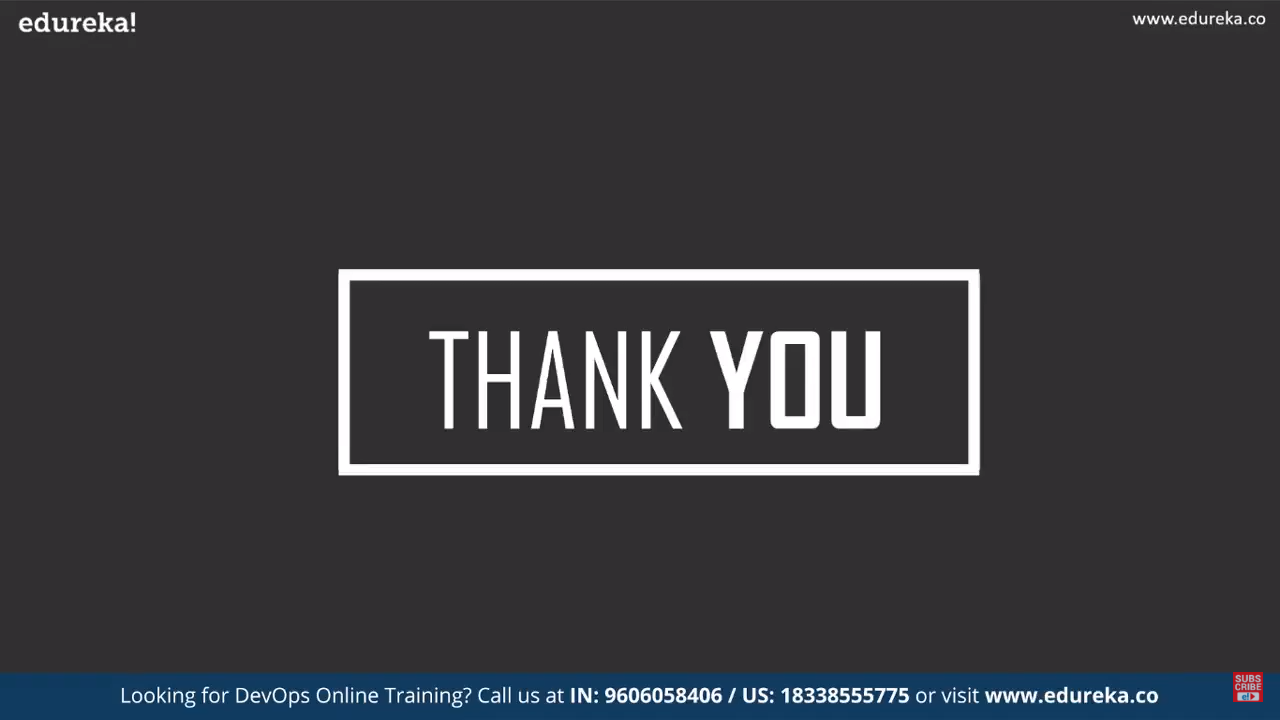 edureka!
www.edureka.co
THANK YOU
Looking for DevOps Online Training? Call us at IN: 9606058406 / US: 18338555775 or visit www.edureka.co
SUBS
CRIBE
e!